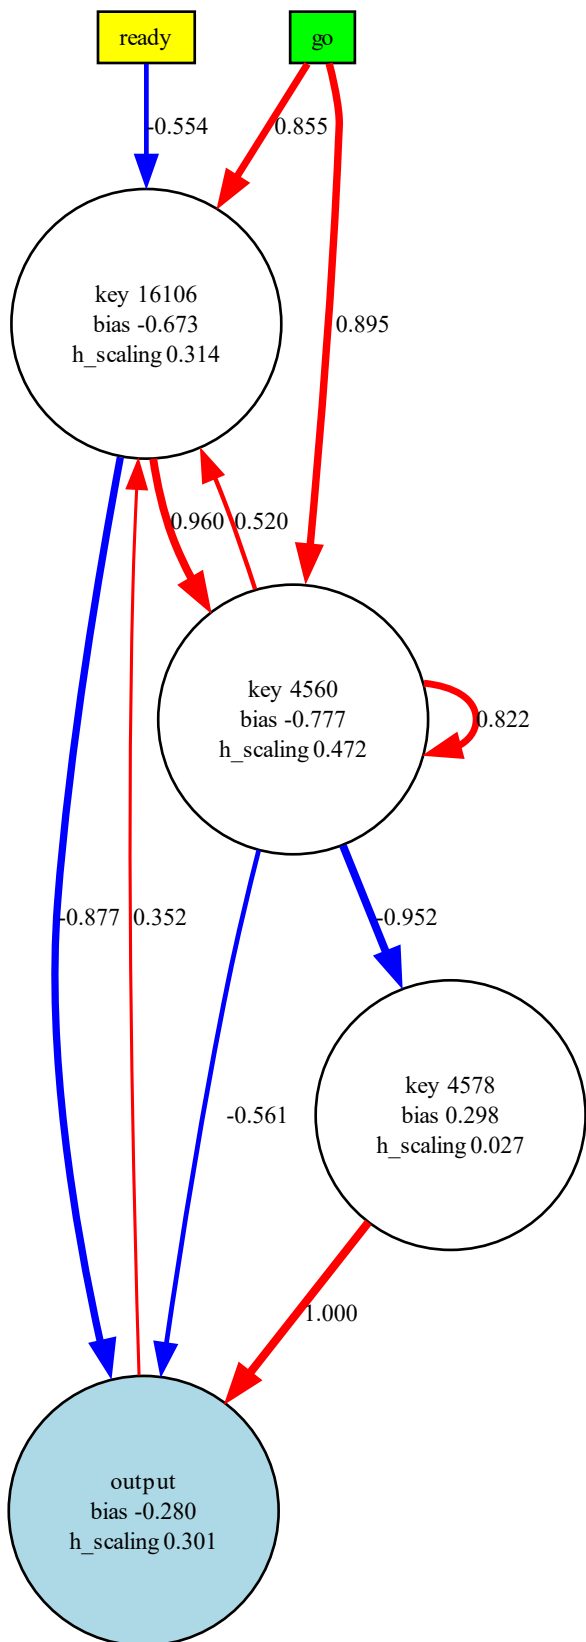 ready
go
-0.554
0.855
key 16106
bias -0.673
h_scaling 0.314
0.895
0.960
0.520
key 4560
bias -0.777
h_scaling 0.472
0.822
-0.877
0.352
-0.952
-0.561
key 4578
bias 0.298
h_scaling 0.027
1.000
output
bias -0.280
h_scaling 0.301